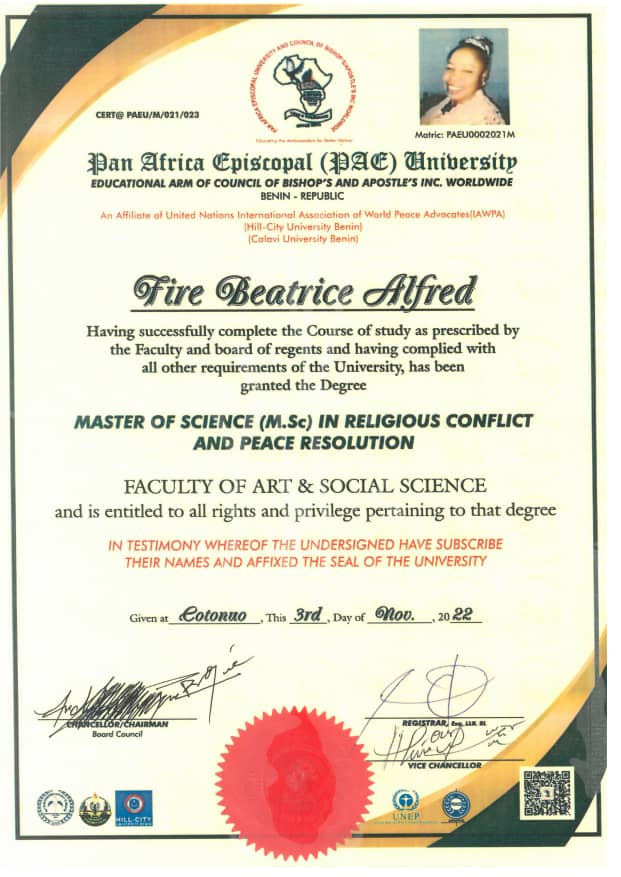 PAN AFRICA EPISCOPAL UNIVERSITY AND COUNCIL OF BISHOP'S/APOSTLE'S INC WORLDWIDE
CERT@ PAEU/M/021/023
Educating the Ambassadors for Better Nation
Matric: PAEU0002021M
Pan Africa Episcopal (PAE) University
EDUCATIONAL ARM OF COUNCIL OF BISHOP'S AND APOSTLE'S INC. WORLDWIDE
BENIN - REPUBLIC
An Affiliate of United Nations International Association of World Peace Advocates(IAWPA)
(Hill-City University Benin)
(Calavi University Benin)
Fire Beatrice Alfred
Having successfully complete the Course of study as prescribed by
the Faculty and board of regents and having complied with
all other requirements of the University, has been
granted the Degree
MASTER OF SCIENCE (M.Sc) IN RELIGIOUS CONFLICT
AND PEACE RESOLUTION
FACULTY OF ART & SOCIAL SCIENCE
and is entitled to all rights and privilege pertaining to that degree
IN TESTIMONY WHEREOF THE UNDERSIGNED HAVE SUBSCRIBE
THEIR NAMES AND AFFIXED THE SEAL OF THE UNIVERSITY
Given at Cotonuo, This 3rd, Day of Nov., 2022
CHANCELLOR/CHAIRMAN
Board Council
REGISTRAR, Esq, LLB. BL
VICE CHANCELLOR
HILL-CITY
UNEP